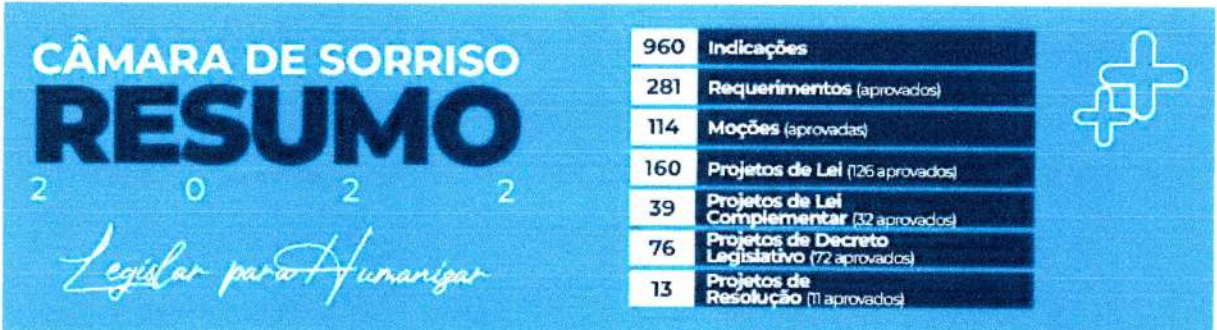 CÂMARA DE SORRISO
RESUMO
2 0 2 2
Legislar para Humanizar
960 Indicações
281 Requerimentos (aprovados)
114 Moções (aprovadas)
160 Projetos de Lei (126 aprovados)
39 Projetos de Lei
Complementar (32 aprovados)
76 Projetos de Decreto
Legislativo (72 aprovados)
13 Projetos de
Resolução (11 aprovados)